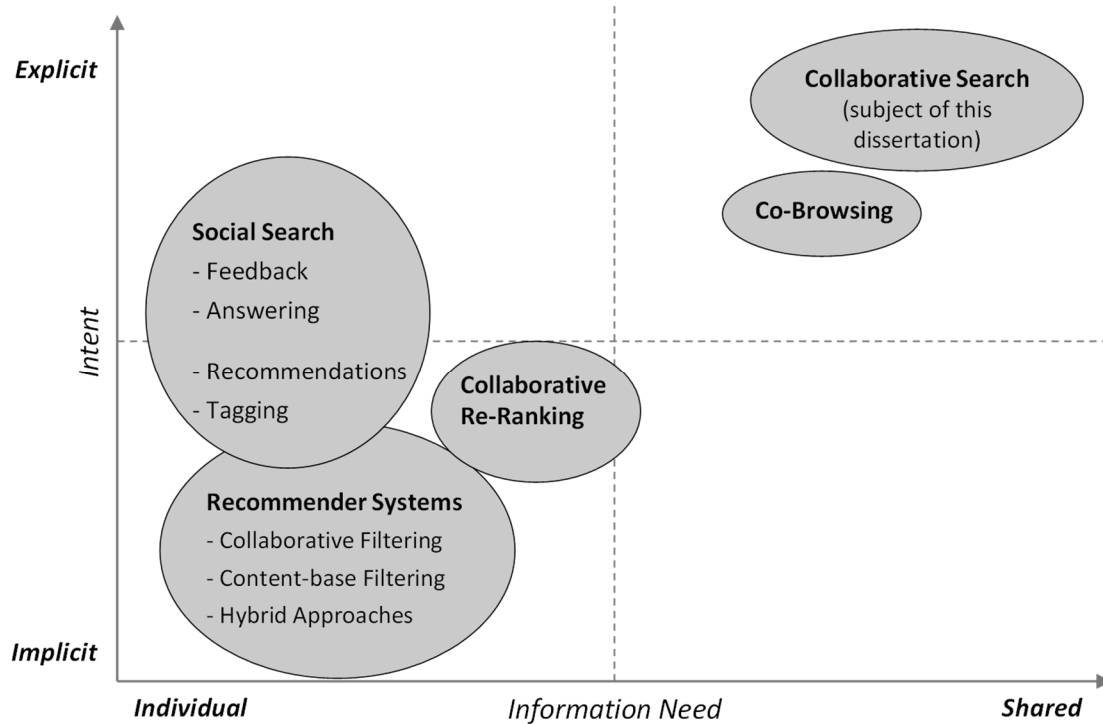 Explicit
Collaborative Search
(subject of this
dissertation)
Co-Browsing
Social Search
- Feedback
- Answering
- Recommendations
- Tagging
Intent
Collaborative
Re-Ranking
Recommender Systems
- Collaborative Filtering
- Content-base Filtering
- Hybrid Approaches
Implicit
Individual
Information Need
Shared